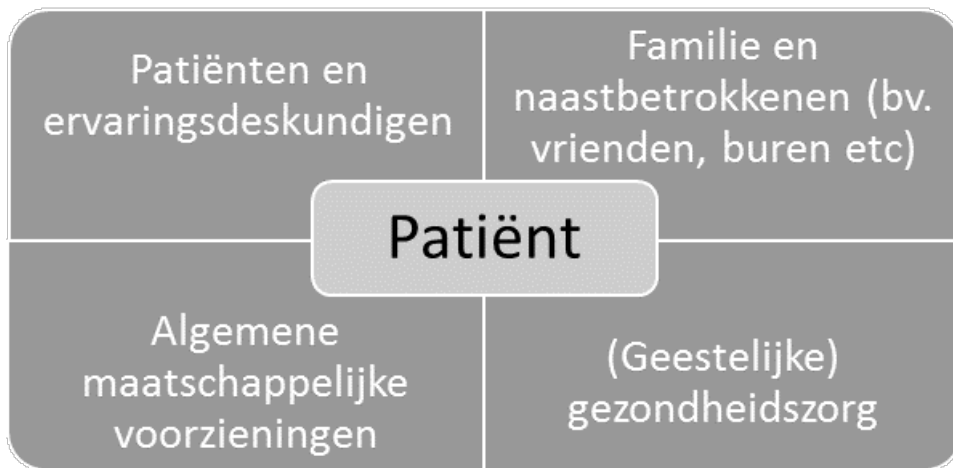 Patiënten en
ervaringsdeskundigen
Familie en
naastbetrokkenen (bv.
vrienden, buren etc)
Patiënt
Algemene
maatschappelijke
voorzieningen
(Geestelijke)
gezondheidszorg